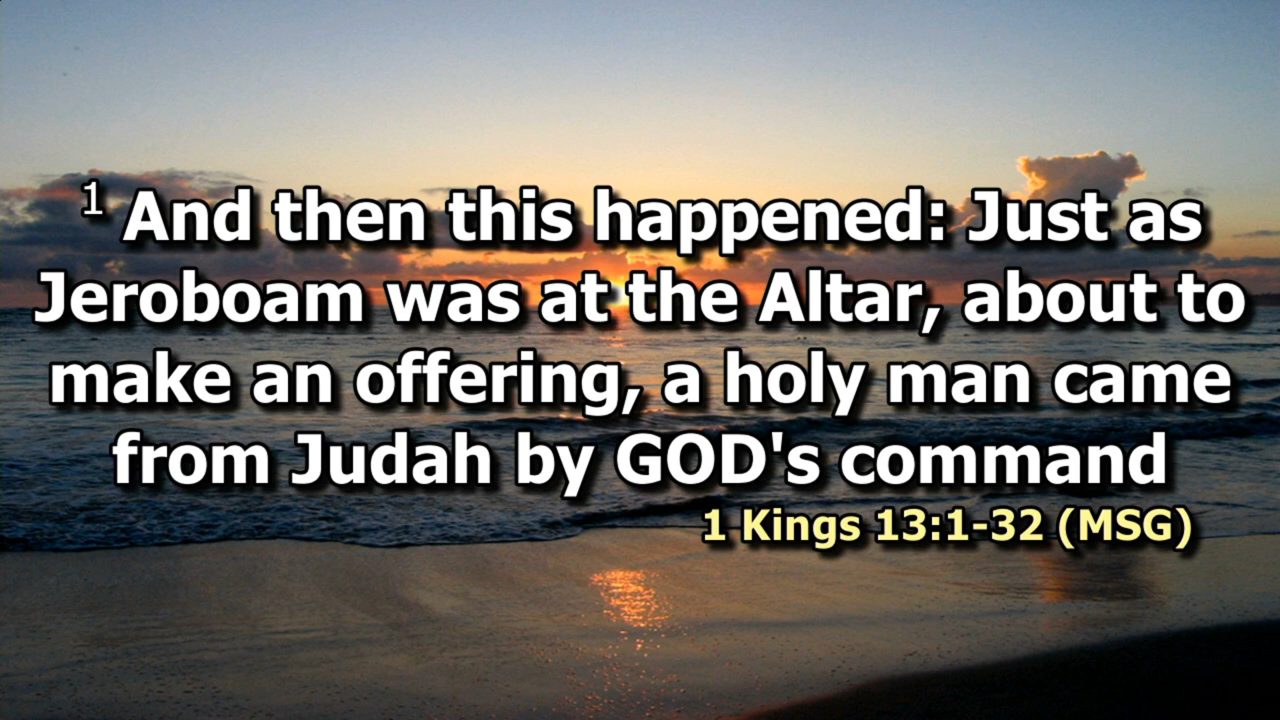 1 And then this happened: Just as
Jeroboam was at the Altar, about to
make an offering, a holy man came
from Judah by GOD's command
1 Kings 13:1-32 (MSG)